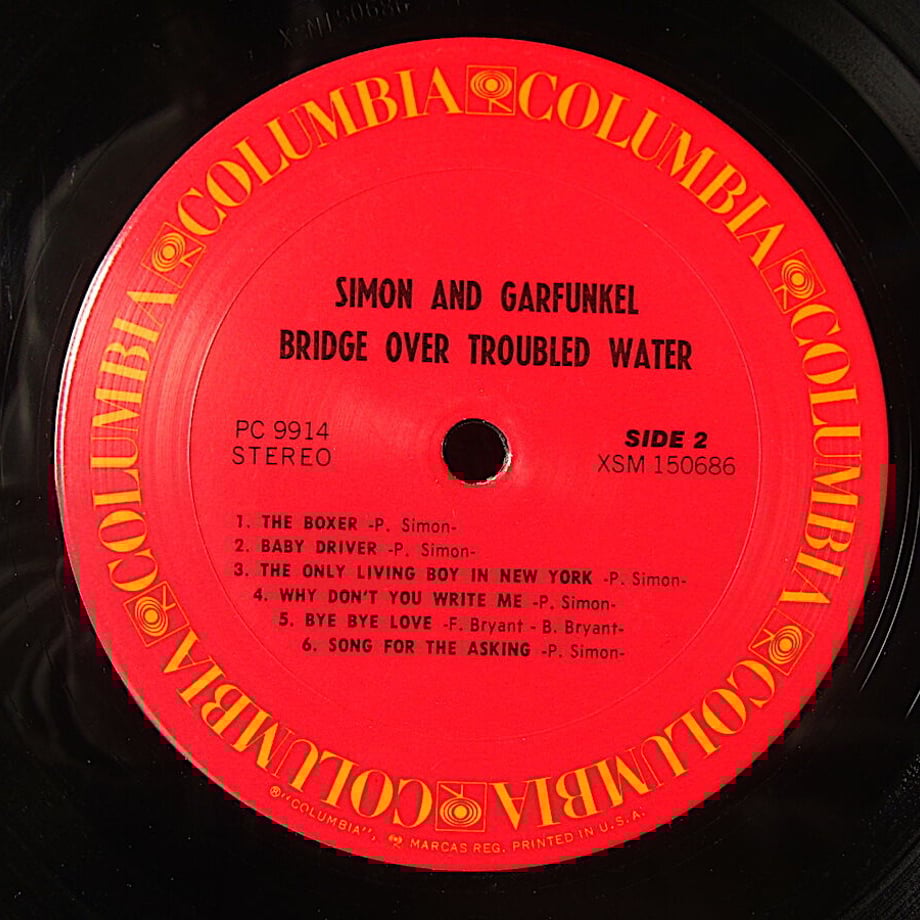 COLUMBIA COLUMBIA COLUMBIA COLUMBIA COLUMBIA COLUMBIA COLUMBIA
SIMON AND GARFUNKEL
BRIDGE OVER TROUBLED WATER
PC 9914
STEREO
SIDE 2
XSM 150686
1. THE BOXER -P. Simon-
2. BABY DRIVER -P. Simon-
3. THE ONLY LIVING BOY IN NEW YORK -P. Simon-
4. WHY DON'T YOU WRITE ME -P. Simon-
5. BYE BYE LOVE -F. Bryant - B. Bryant-
6. SONG FOR THE ASKING -P. Simon-
®"COLUMBIA", MARCAS REG. PRINTED IN U.S.A.